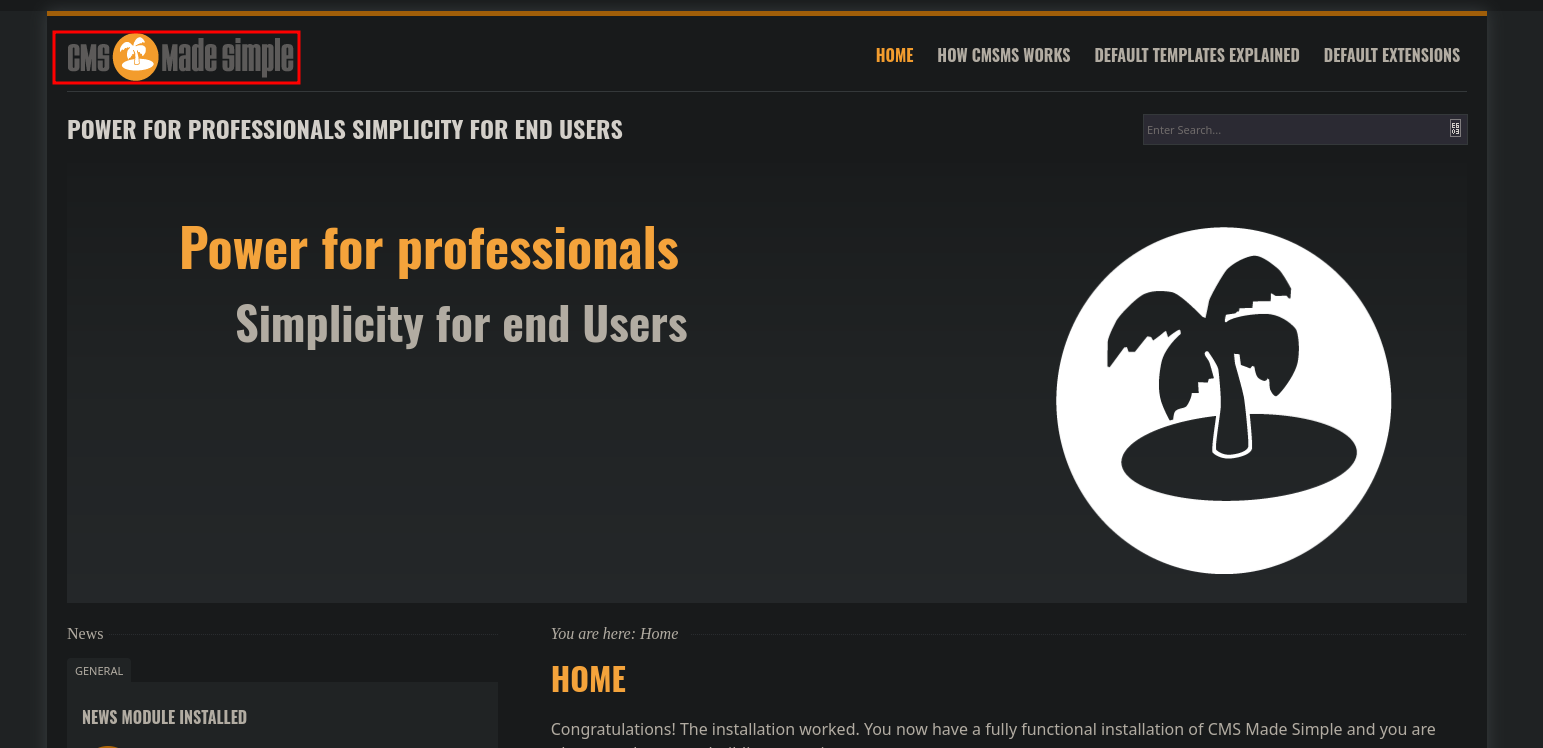 CMS Made simple
HOME HOW CMSMS WORKS DEFAULT TEMPLATES EXPLAINED DEFAULT EXTENSIONS
POWER FOR PROFESSIONALS SIMPLICITY FOR END USERS
Enter Search...
Power for professionals
Simplicity for end Users
News
You are here: Home
GENERAL
HOME
NEWS MODULE INSTALLED
Congratulations! The installation worked. You now have a fully functional installation of CMS Made Simple and you are